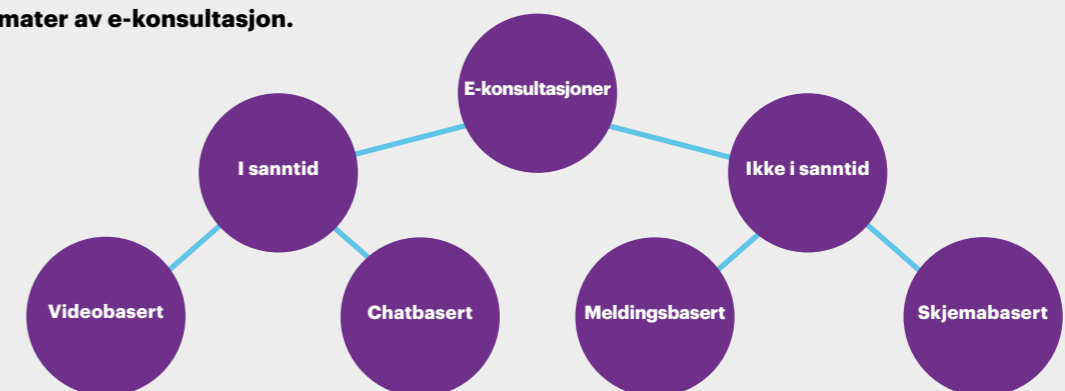 mater av e-konsultasjon.
E-konsultasjoner
I sanntid
Ikke i sanntid
Videobasert
Chatbasert
Meldingsbasert
Skjemabasert